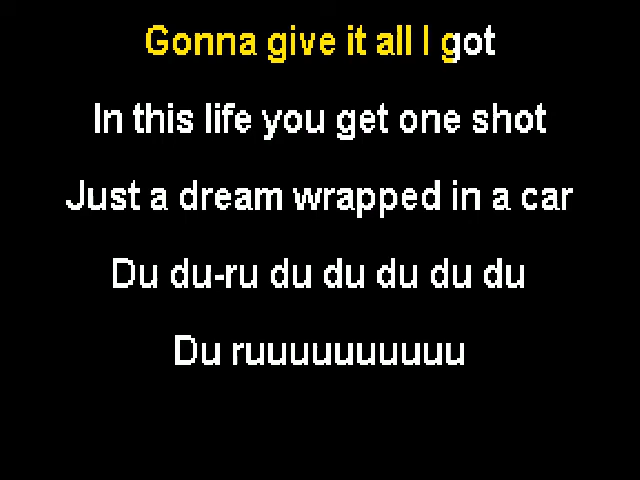 Gonna give it all I got
In this life you get one shot
Just a dream wrapped in a car
Du du-ru du du du du du
Du ruuuuuuuuuu